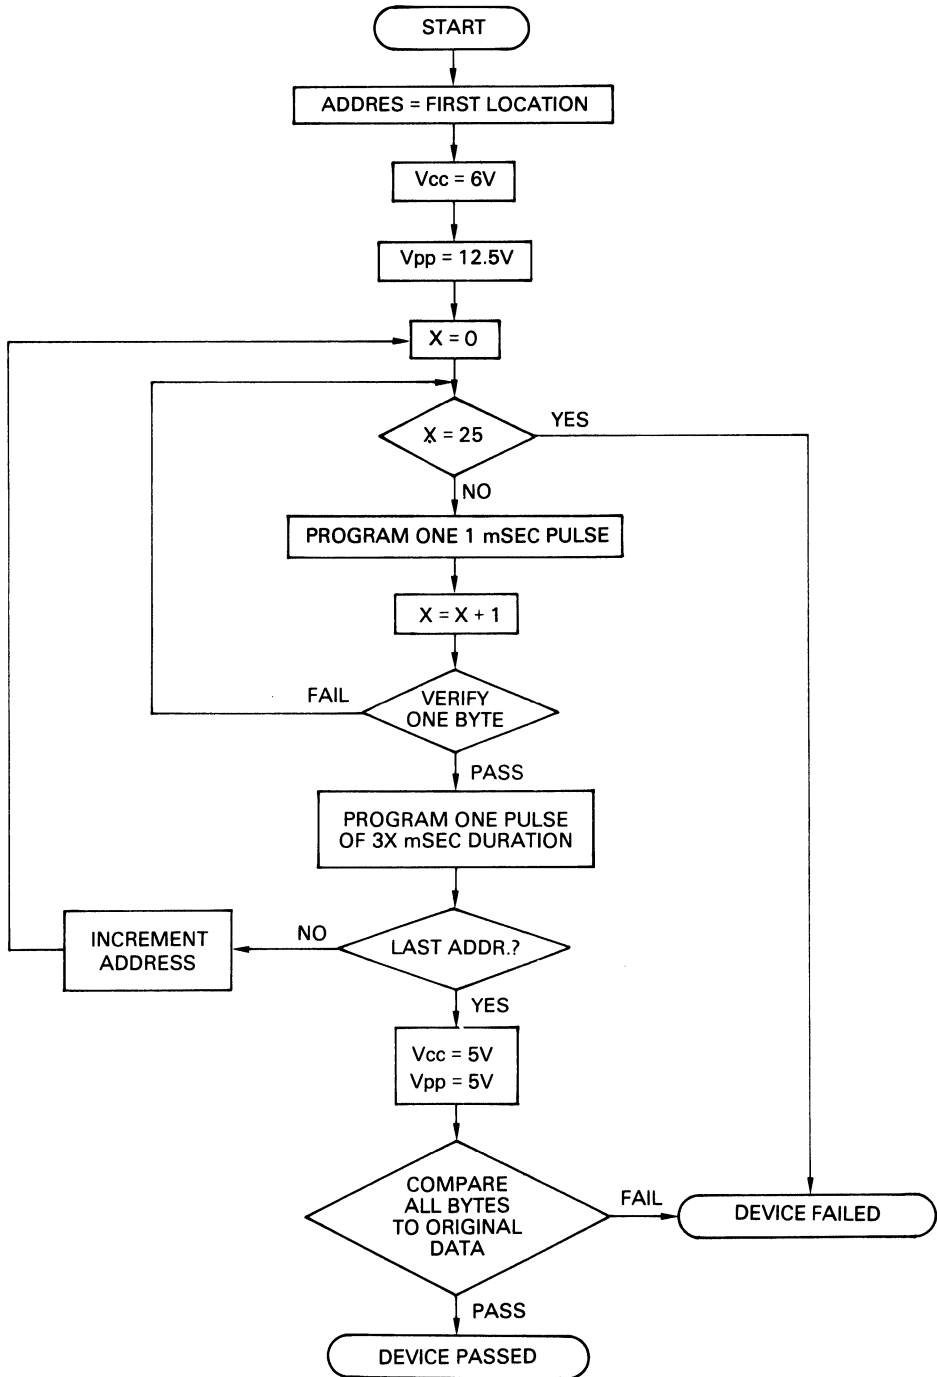 START
ADDRES = FIRST LOCATION
Vcc = 6V
Vpp = 12.5V
X = 0
X = 25
YES
NO
PROGRAM ONE 1 mSEC PULSE
X = X + 1
FAIL
VERIFY
ONE BYTE
PASS
PROGRAM ONE PULSE
OF 3X mSEC DURATION
INCREMENT
ADDRESS
NO
LAST ADDR.?
YES
Vcc = 5V
Vpp = 5V
COMPARE
ALL BYTES
TO ORIGINAL
DATA
FAIL
DEVICE FAILED
PASS
DEVICE PASSED